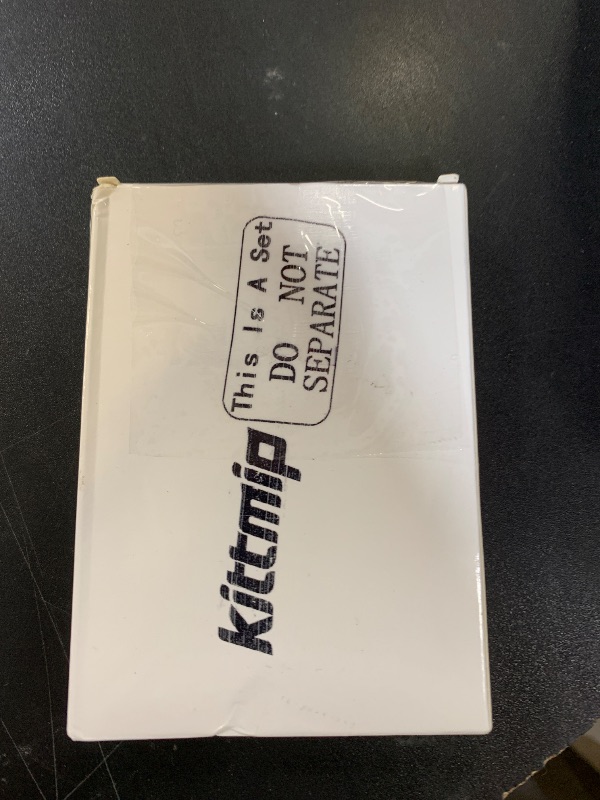 Kittmip
This Is A Set
DO NOT
SEPARATE